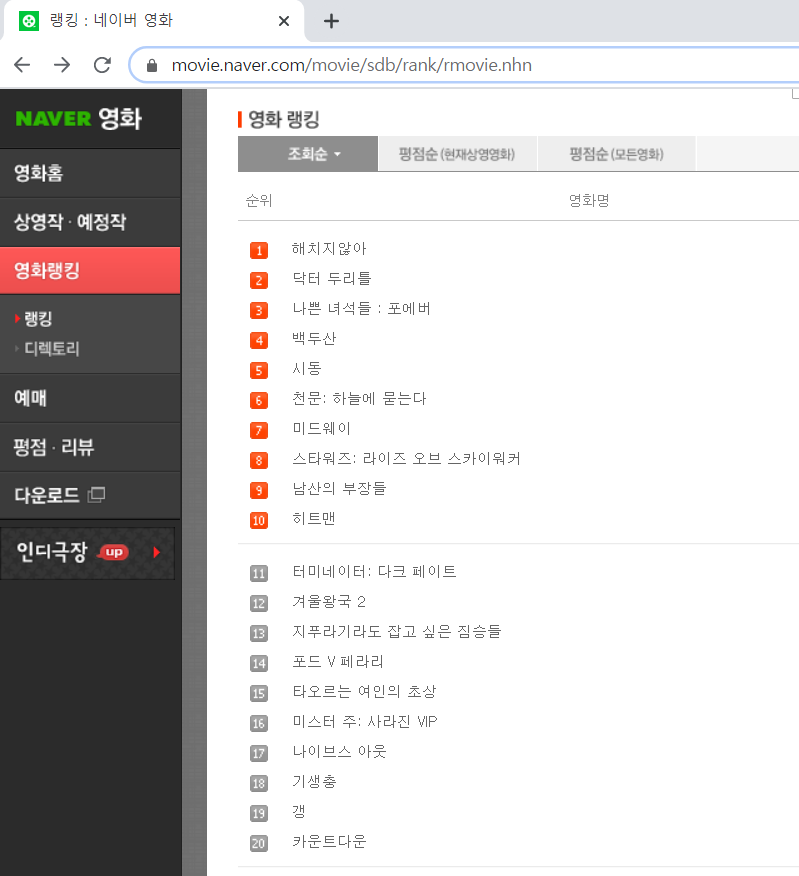 랭킹 : 네이버 영화
movie.naver.com/movie/sdb/rank/rmovie.nhn
NAVER 영화
영화홈
상영작 · 예정작
영화랭킹
랭킹
디렉토리
예매
평점 · 리뷰
다운로드
인디극장 up
영화 랭킹
조회순 평점순 (현재상영영화) 평점순 (모든영화)
순위 영화명
1 해치지않아
2 닥터 두리틀
3 나쁜 녀석들 : 포에버
4 백두산
5 시동
6 천문: 하늘에 묻는다
7 미드웨이
8 스타워즈: 라이즈 오브 스카이워커
9 남산의 부장들
10 히트맨
11 터미네이터: 다크 페이트
12 겨울왕국 2
13 지푸라기라도 잡고 싶은 짐승들
14 포드 V 페라리
15 타오르는 여인의 초상
16 미스터 주: 사라진 VIP
17 나이브스 아웃
18 기생충
19 갱
20 카운트다운